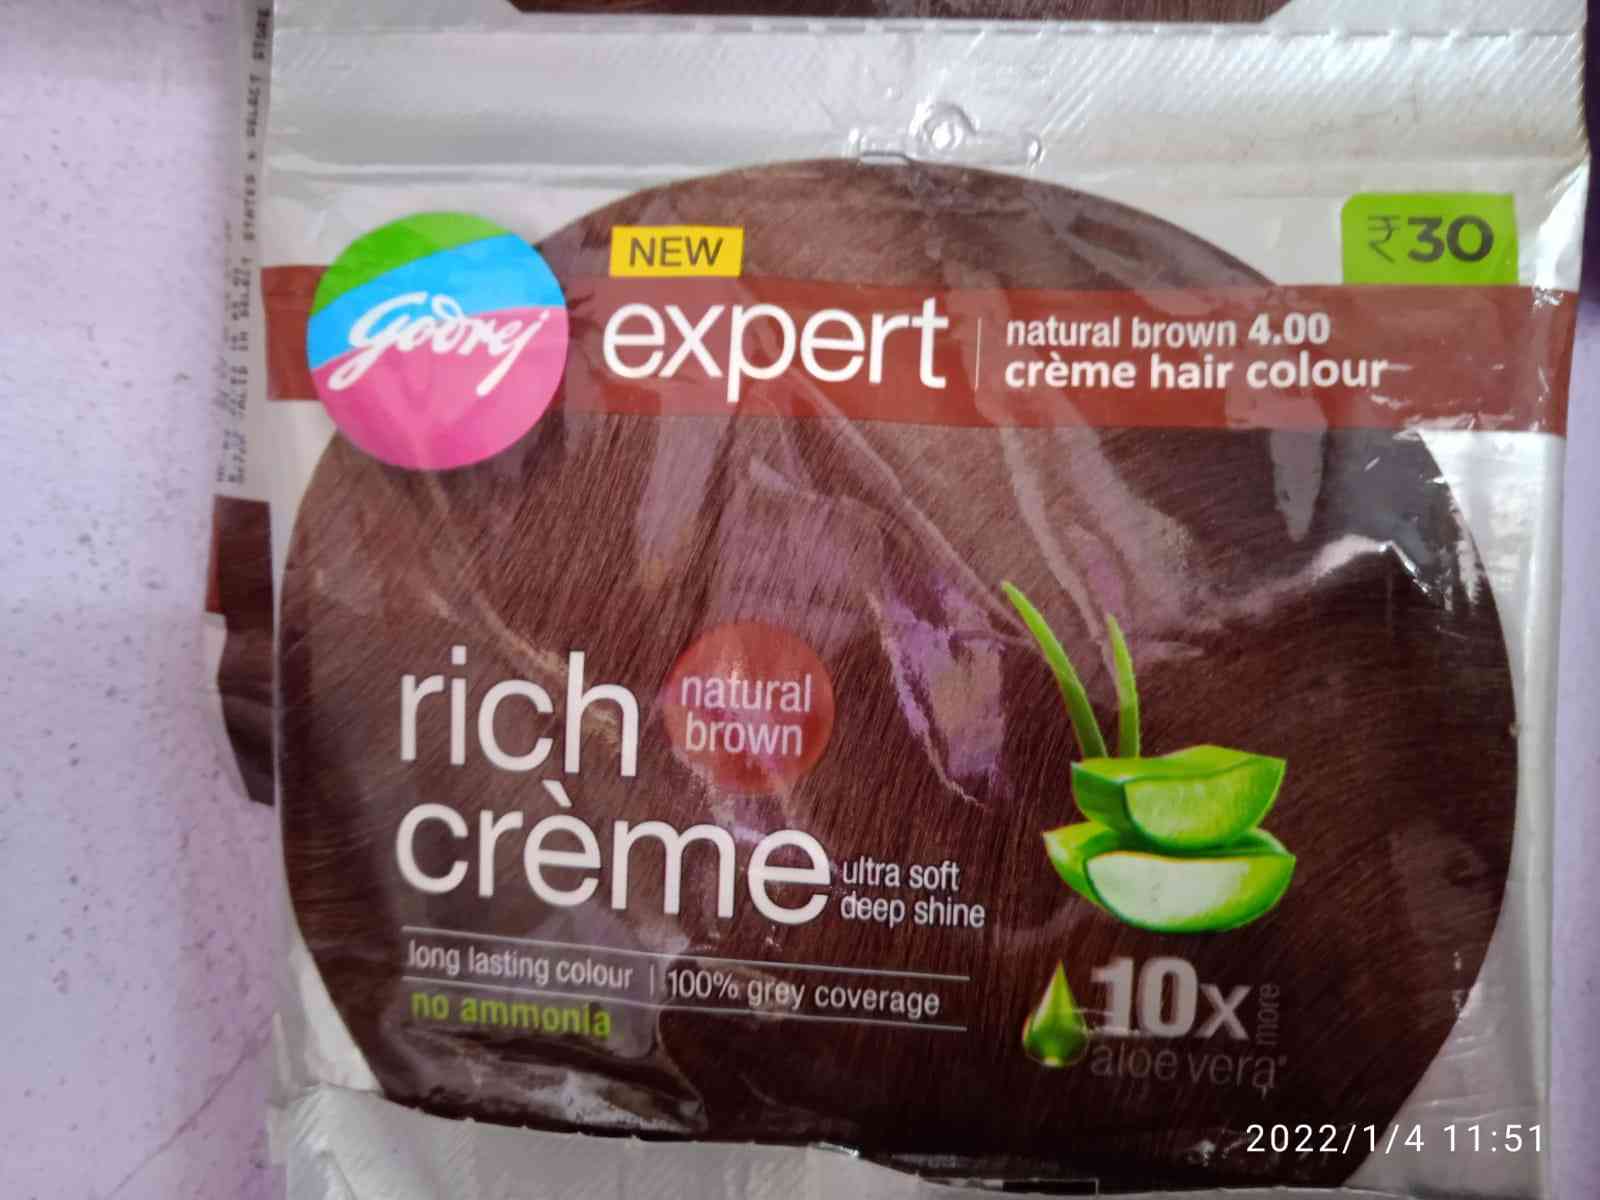 NEW
₹30
Godrej
expert
natural brown 4.00
crème hair colour
rich
crème
natural
brown
ultra soft
deep shine
long lasting colour | 100% grey coverage
no ammonia
10x
more
aloe vera*
2022/1/4 11:51